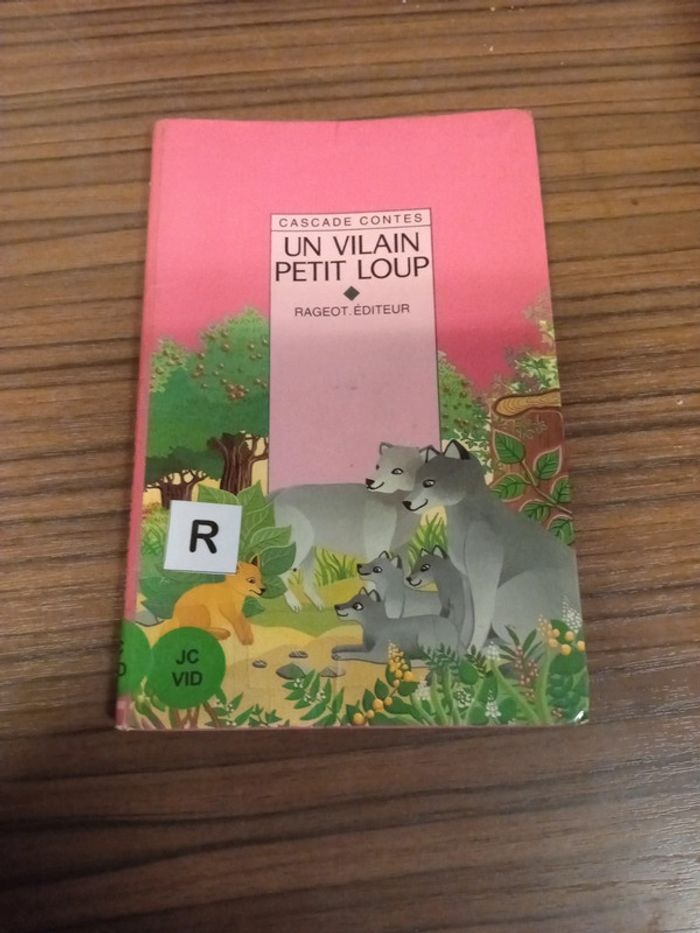 CASCADE CONTES
UN VILAIN
PETIT LOUP
RAGEOT.ÉDITEUR
R
JC
VID